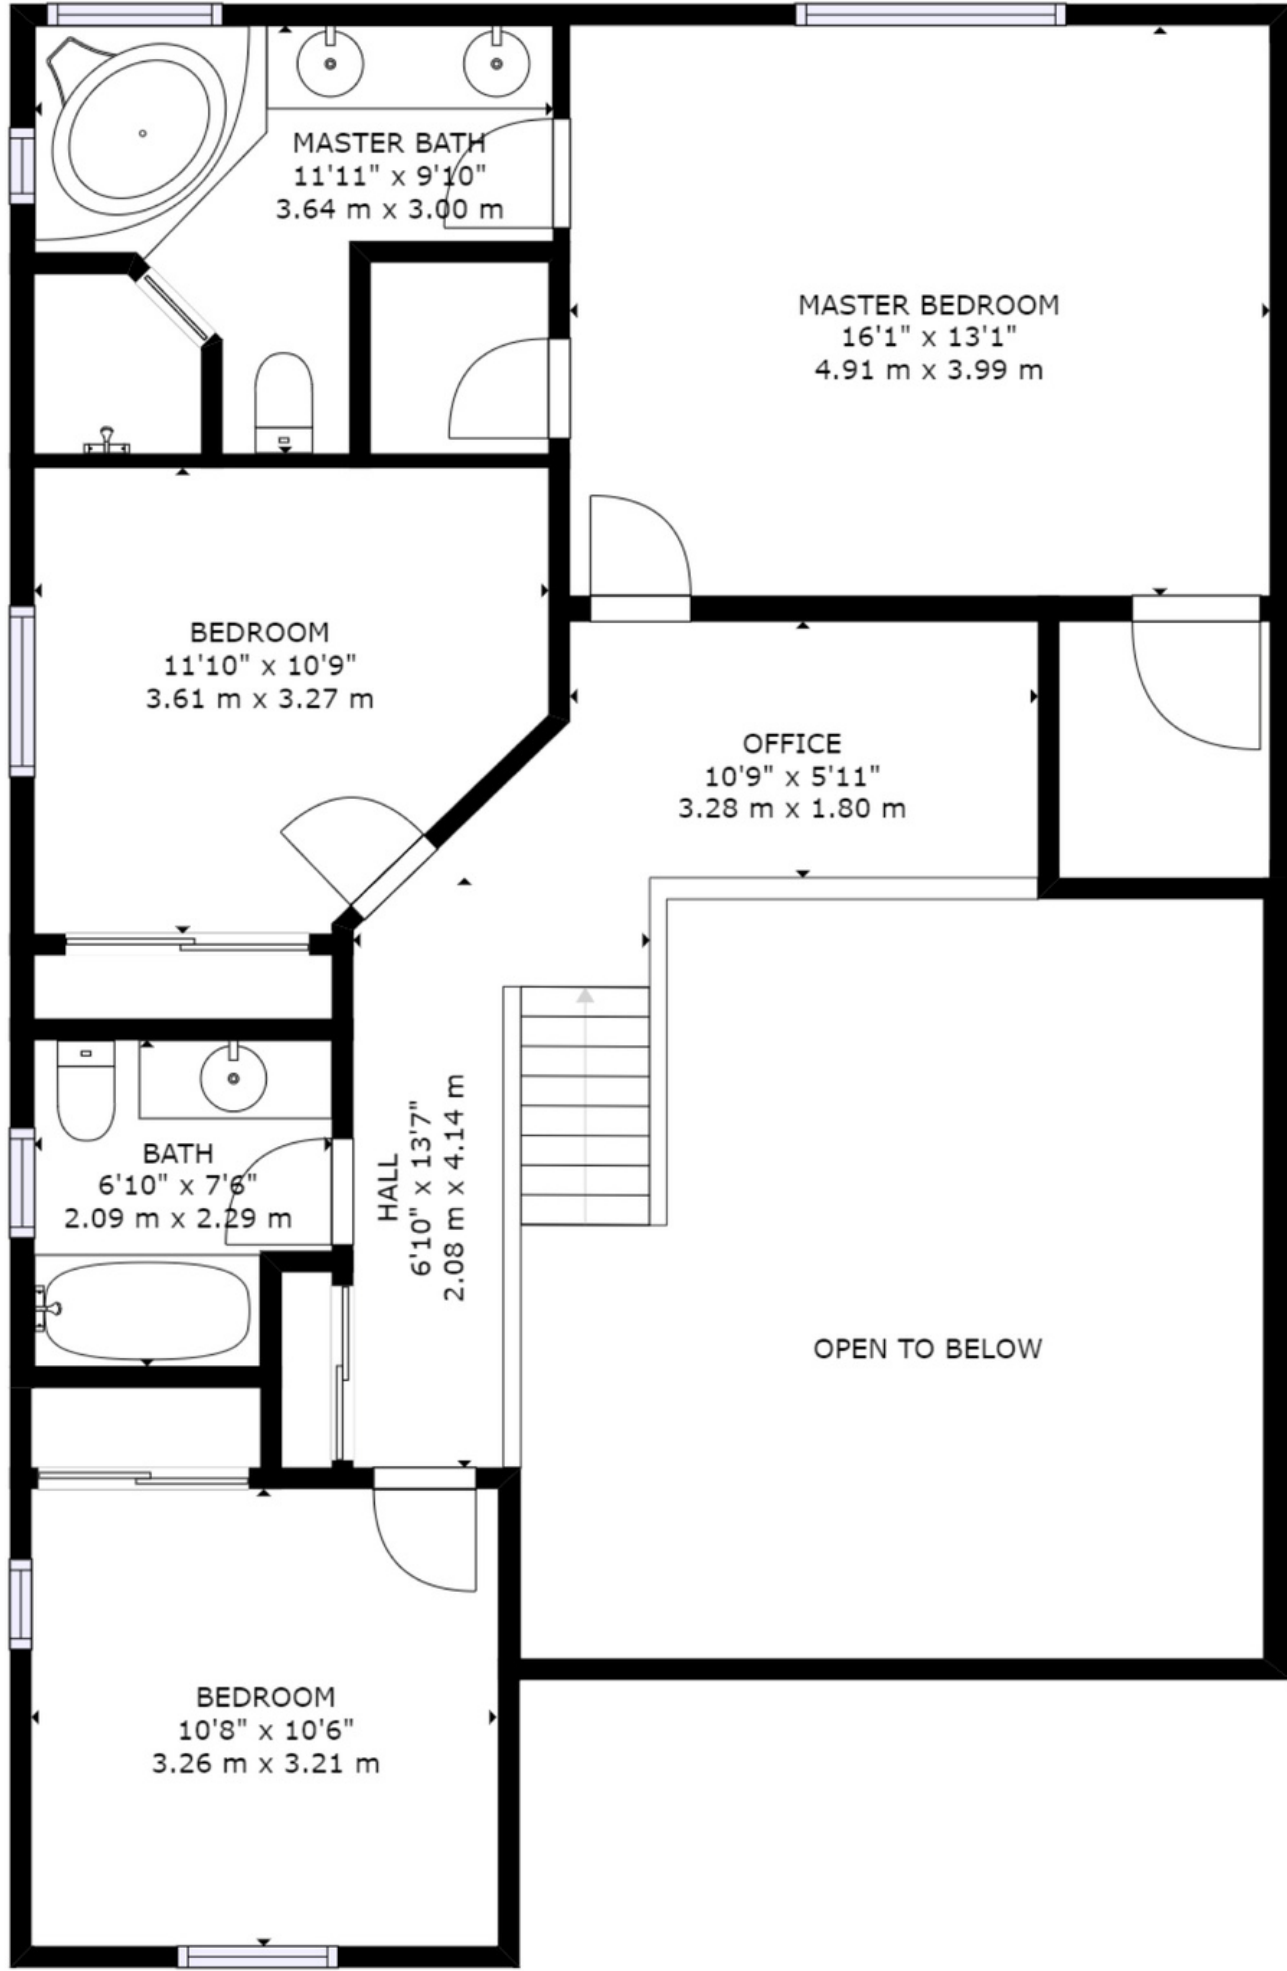 MASTER BATH
11'11" x 9'10"
3.64 m x 3.00 m
MASTER BEDROOM
16'1" x 13'1"
4.91 m x 3.99 m
BEDROOM
11'10" x 10'9"
3.61 m x 3.27 m
OFFICE
10'9" x 5'11"
3.28 m x 1.80 m
HALL
6'10" x 13'7"
2.08 m x 4.14 m
BATH
6'10" x 7'6"
2.09 m x 2.29 m
OPEN TO BELOW
BEDROOM
10'8" x 10'6"
3.26 m x 3.21 m